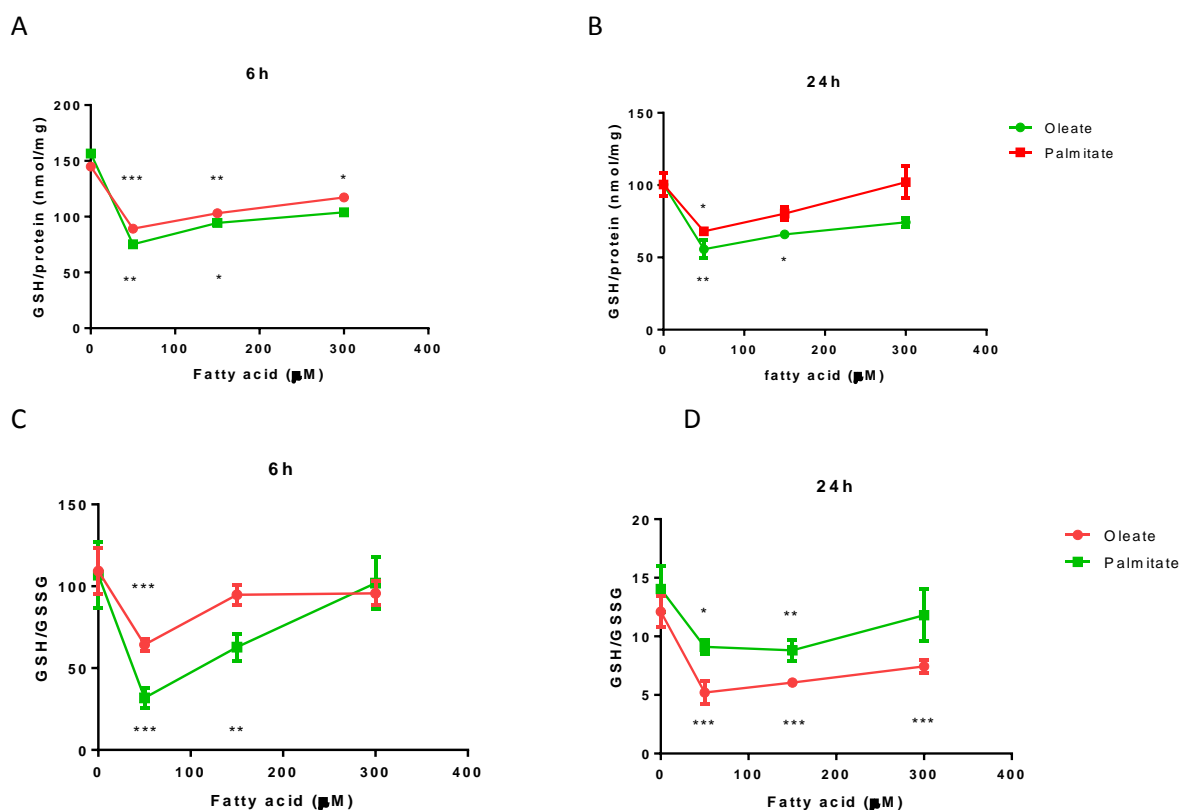 A
B
6h
24h
GSH/protein (nmol/mg)
200
150
100
50
0
***
**
*
**
*
0
100
200
300
400
Fatty acid (μM)
GSH/protein (nmol/mg)
150
100
50
0
*
**
*
0
100
200
300
400
fatty acid (μM)
Oleate
Palmitate
C
D
6h
24h
GSH/GSSG
150
100
50
0
***
***
**
0
100
200
300
400
Fatty acid (μM)
GSH/GSSG
20
15
10
5
0
*
**
***
***
***
0
100
200
300
400
Fatty acid (μM)
Oleate
Palmitate